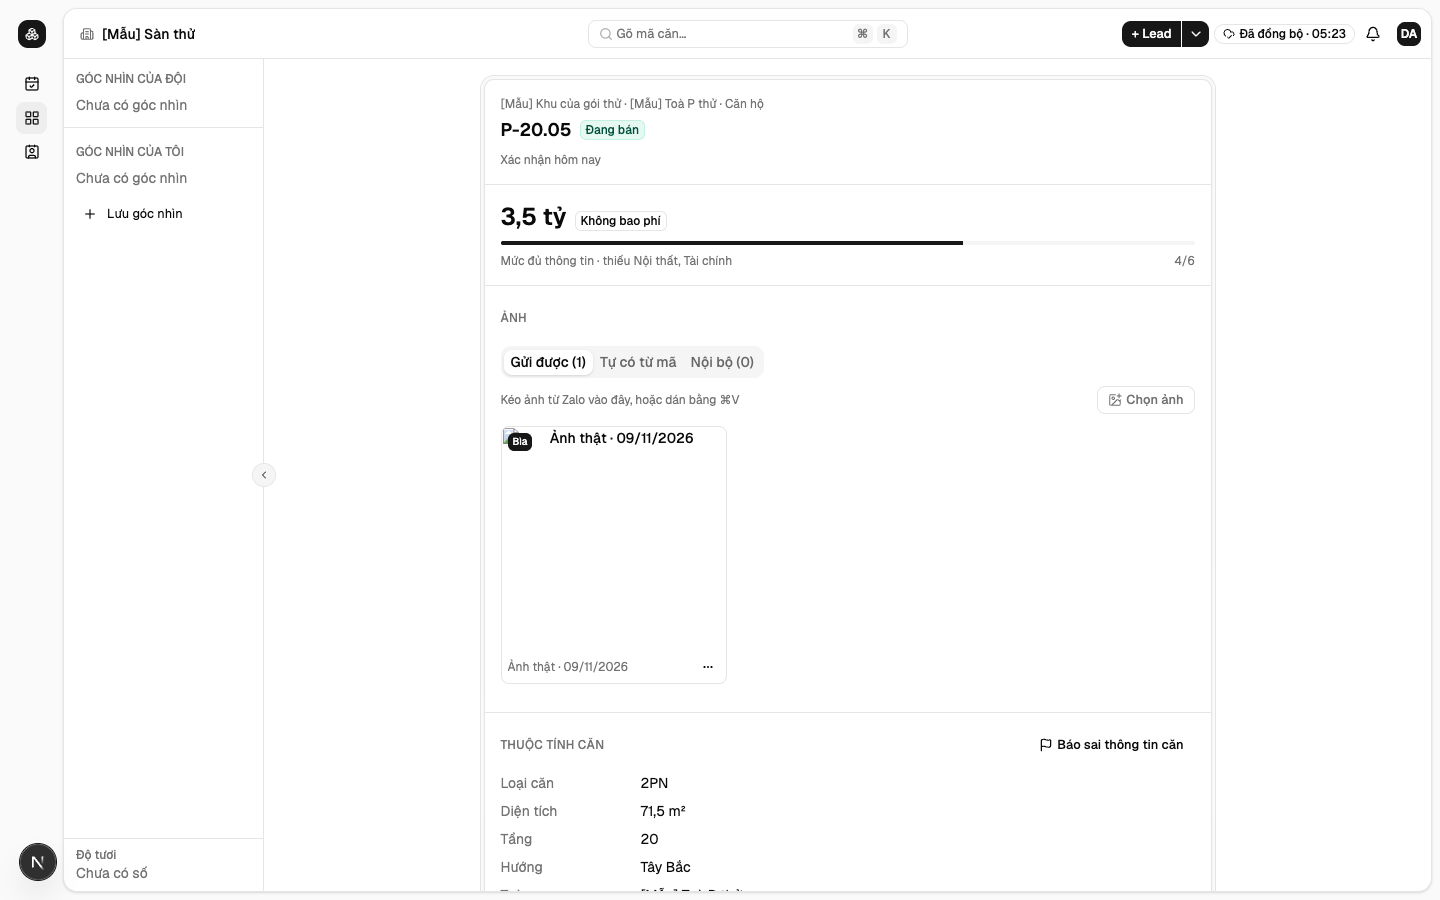 [Mẫu] Sàn thử
Gõ mã căn...
⌘ K
+ Lead
Đã đồng bộ · 05:23
DA
GÓC NHÌN CỦA ĐỘI
Chưa có góc nhìn
GÓC NHÌN CỦA TÔI
Chưa có góc nhìn
Lưu góc nhìn
Độ tươi
Chưa có số
N
[Mẫu] Khu của gói thử · [Mẫu] Toà P thử · Căn hộ
P-20.05 Đang bán
Xác nhận hôm nay
3,5 tỷ Không bao phí
Mức đủ thông tin · thiếu Nội thất, Tài chính 4/6
ẢNH
Gửi được (1) Tự có từ mã Nội bộ (0)
Kéo ảnh từ Zalo vào đây, hoặc dán bằng ⌘V
Chọn ảnh
Bìa
Ảnh thật · 09/11/2026
Ảnh thật · 09/11/2026
THUỘC TÍNH CĂN
Báo sai thông tin căn
Loại căn 2PN
Diện tích 71,5 m²
Tầng 20
Hướng Tây Bắc